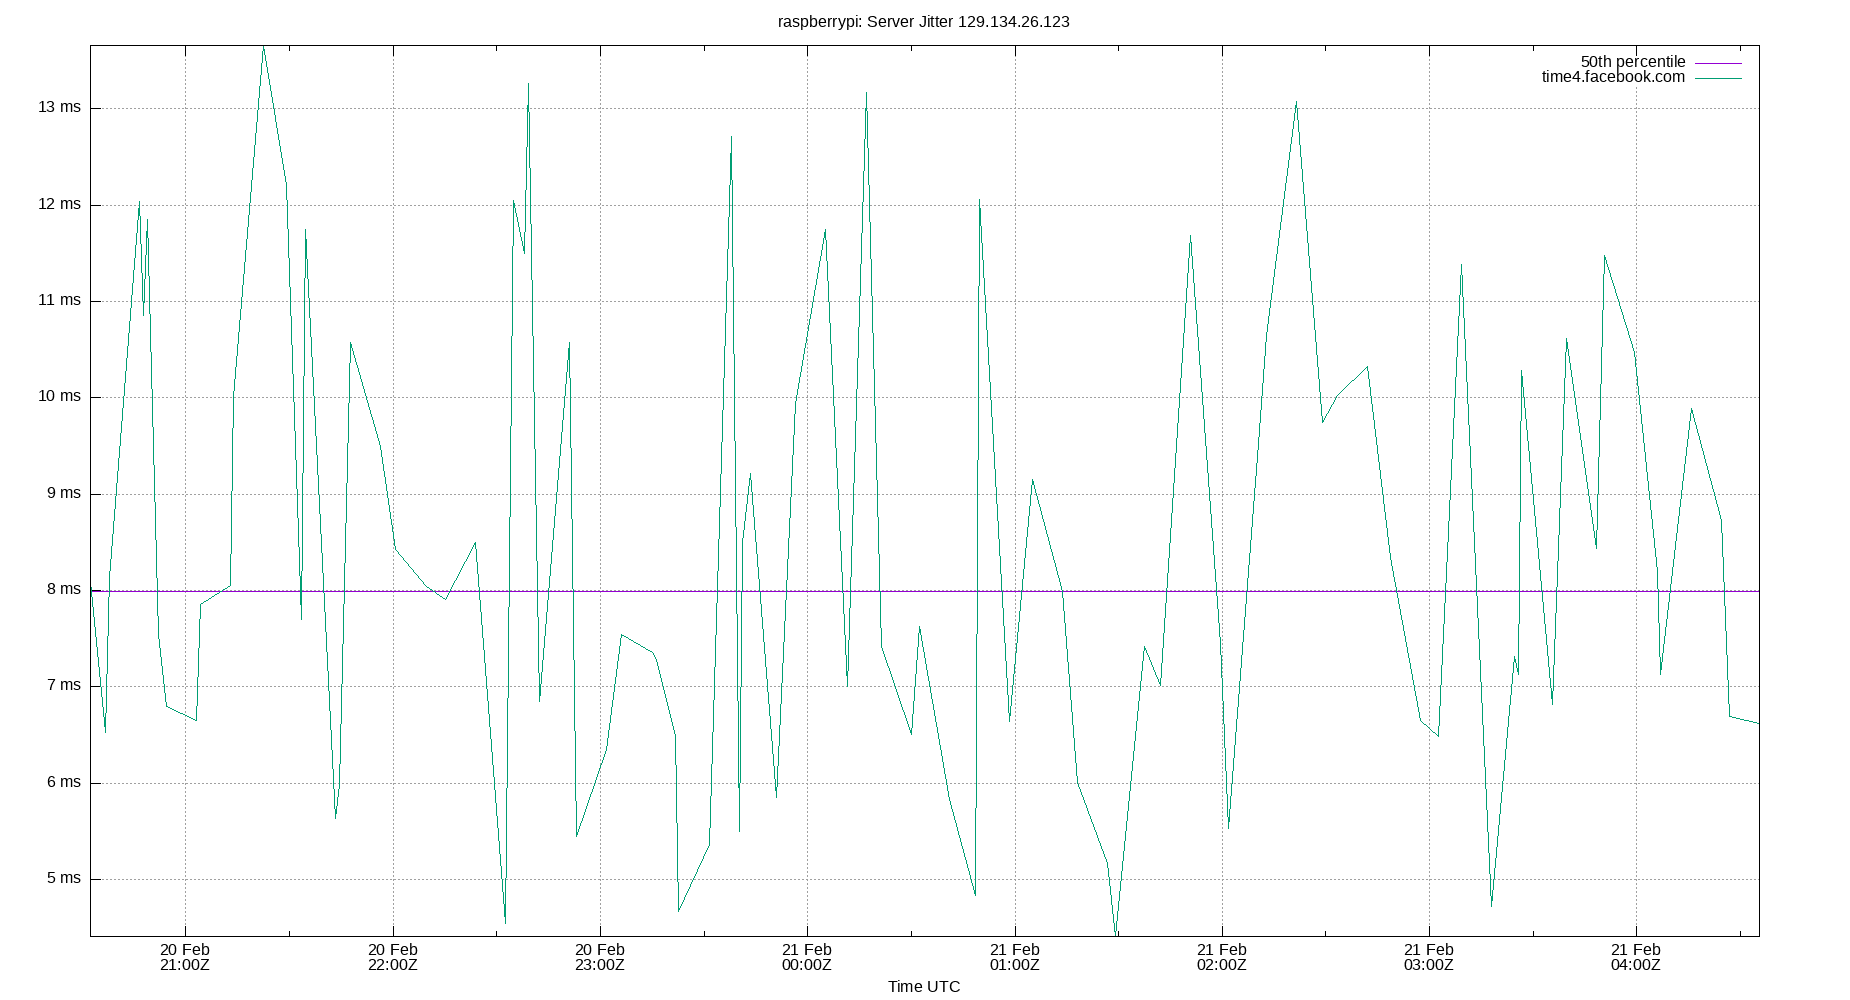 raspberrypi: Server Jitter 129.134.26.123
50th percentile
time4.facebook.com
13 ms
12 ms
11 ms
10 ms
9 ms
8 ms
7 ms
6 ms
5 ms
20 Feb 20 Feb 20 Feb 21 Feb 21 Feb 21 Feb 21 Feb 21 Feb
21:00Z 22:00Z 23:00Z 00:00Z 01:00Z 02:00Z 03:00Z 04:00Z
Time UTC